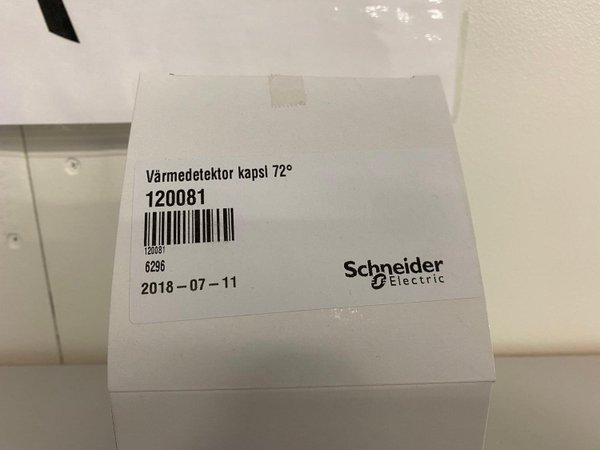 Värmedetektor kapsl 72°
120081
120081
6296
2018-07-11
Schneider
Electric